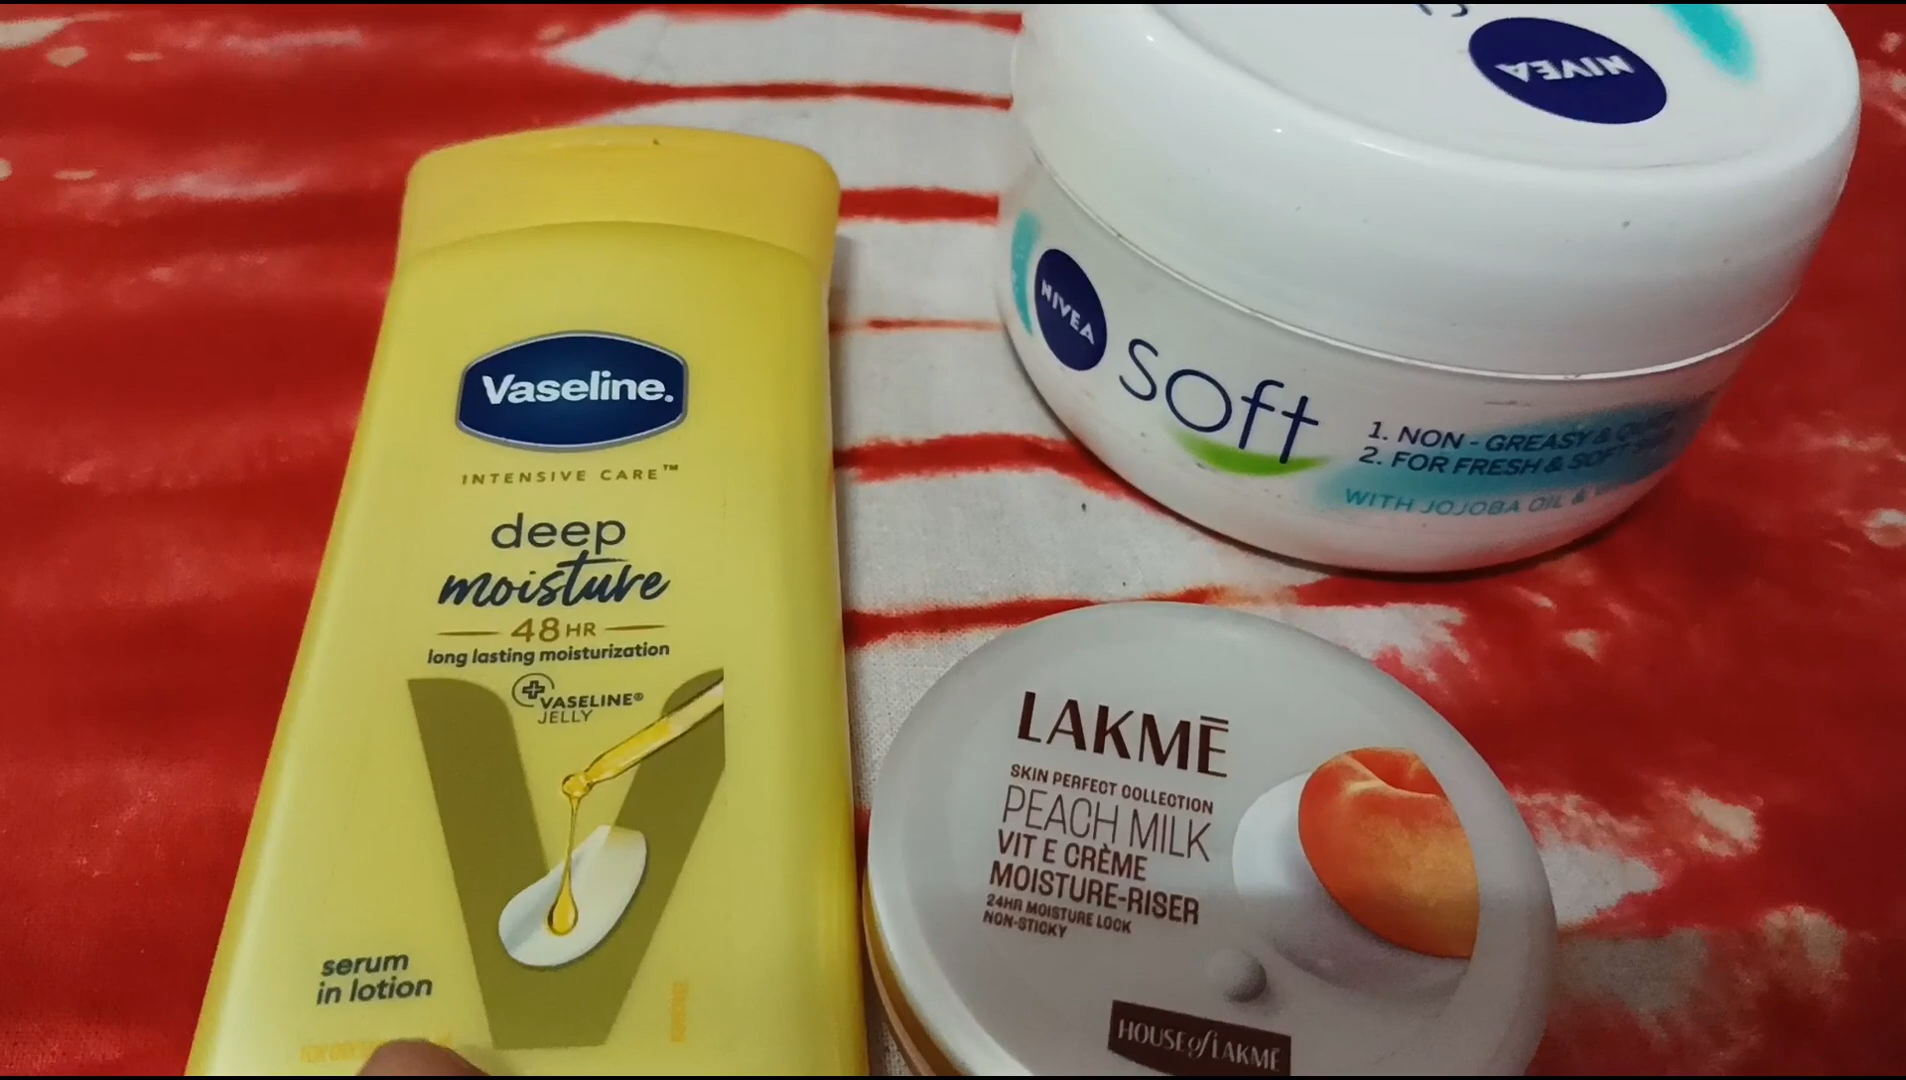 Vaseline.
INTENSIVE CARE™
deep
moisture
48HR
long lasting moisturization
VASELINE®
JELLY
serum
in lotion
NIVEA
NIVEA
soft
1. NON - GREASY &
2. FOR FRESH & SOFT
WITH JOJOBA OIL &
LAKMĒ
SKIN PERFECT COLLECTION
PEACH MILK
VIT E CRÈME
MOISTURE-RISER
24HR MOISTURE LOCK
NON-STICKY
HOUSE of LAKMĒ